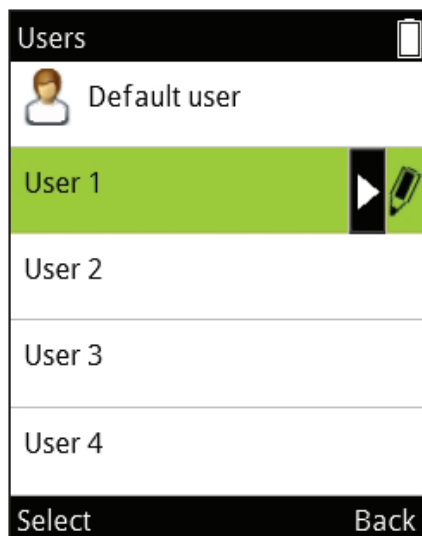 Users
Default user
User 1
User 2
User 3
User 4
Select Back